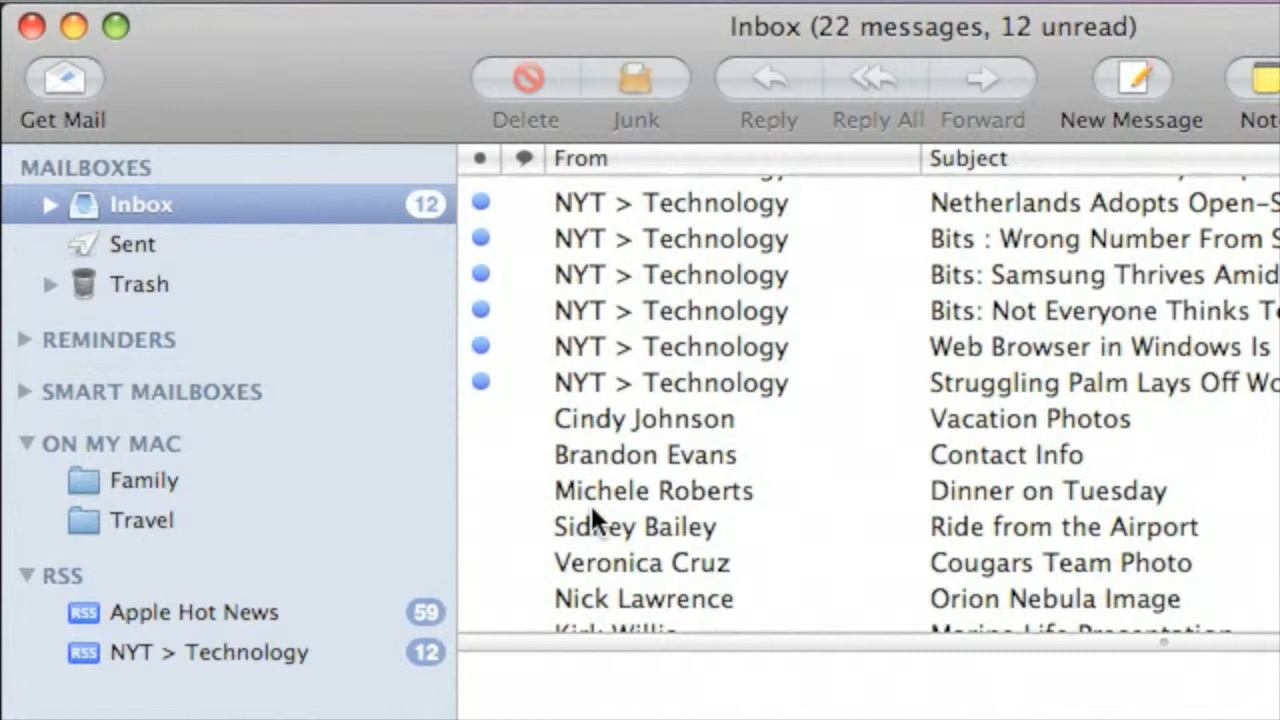 Inbox (22 messages, 12 unread)
Get Mail
Delete
Junk
Reply
Reply All
Forward
New Message
MAILBOXES
Inbox 12
Sent
Trash
REMINDERS
SMART MAILBOXES
ON MY MAC
Family
Travel
RSS
RSS Apple Hot News 59
RSS NYT > Technology 12
From Subject
NYT > Technology Netherlands Adopts Open-S
NYT > Technology Bits : Wrong Number From S
NYT > Technology Bits: Samsung Thrives Amid
NYT > Technology Bits: Not Everyone Thinks T
NYT > Technology Web Browser in Windows Is
NYT > Technology Struggling Palm Lays Off Wo
Cindy Johnson Vacation Photos
Brandon Evans Contact Info
Michele Roberts Dinner on Tuesday
Sidney Bailey Ride from the Airport
Veronica Cruz Cougars Team Photo
Nick Lawrence Orion Nebula Image